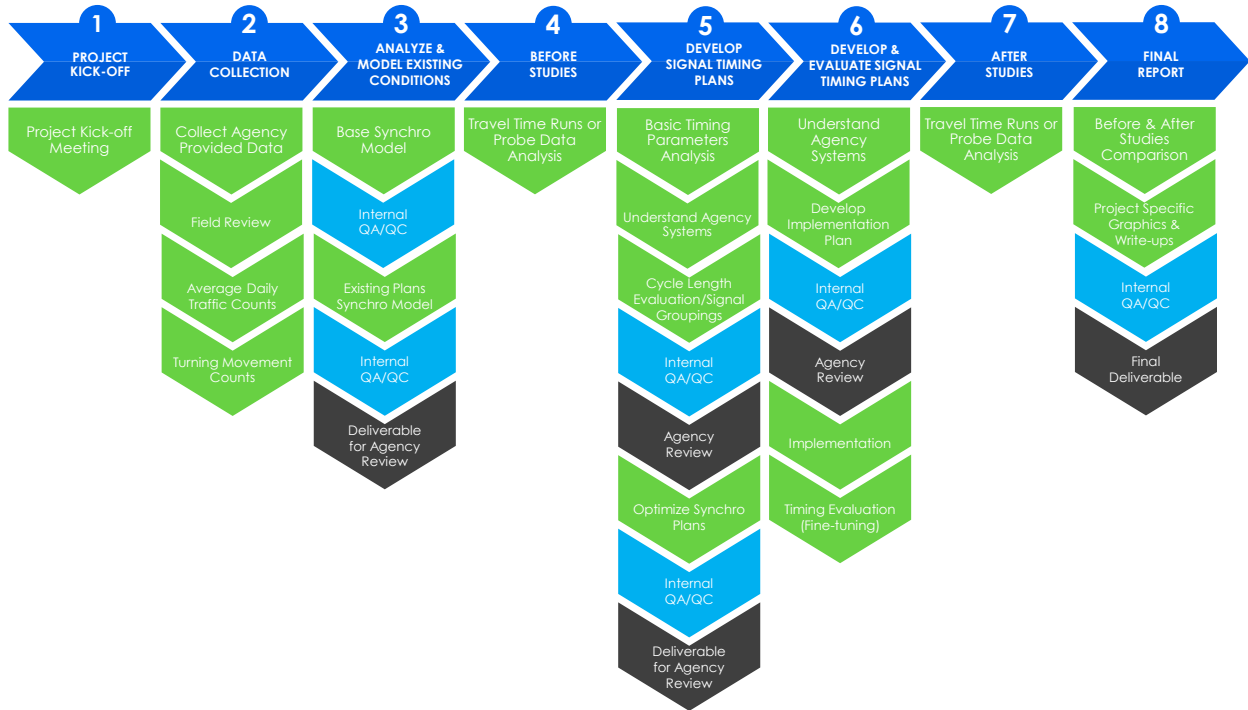 1
PROJECT
KICK-OFF
2
DATA
COLLECTION
3
ANALYZE &
MODEL EXISTING
CONDITIONS
4
BEFORE
STUDIES
5
DEVELOP
SIGNAL TIMING
PLANS
6
DEVELOP &
EVALUATE SIGNAL
TIMING PLANS
7
AFTER
STUDIES
8
FINAL
REPORT
Project Kick-off
Meeting
Collect Agency
Provided Data
Field Review
Average Daily
Traffic Counts
Turning Movement
Counts
Base Synchro
Model
Internal
QA/QC
Existing Plans
Synchro Model
Internal
QA/QC
Deliverable
for Agency
Review
Travel Time Runs or
Probe Data
Analysis
Basic Timing
Parameters
Analysis
Understand Agency
Systems
Cycle Length
Evaluation/Signal
Groupings
Internal
QA/QC
Agency
Review
Optimize Synchro
Plans
Internal
QA/QC
Deliverable
for Agency
Review
Understand
Agency
Systems
Develop
Implementation
Plan
Internal
QA/QC
Agency
Review
Implementation
Timing Evaluation
(Fine-tuning)
Travel Time Runs or
Probe Data
Analysis
Before & After
Studies
Comparison
Project Specific
Graphics &
Write-ups
Internal
QA/QC
Final
Deliverable